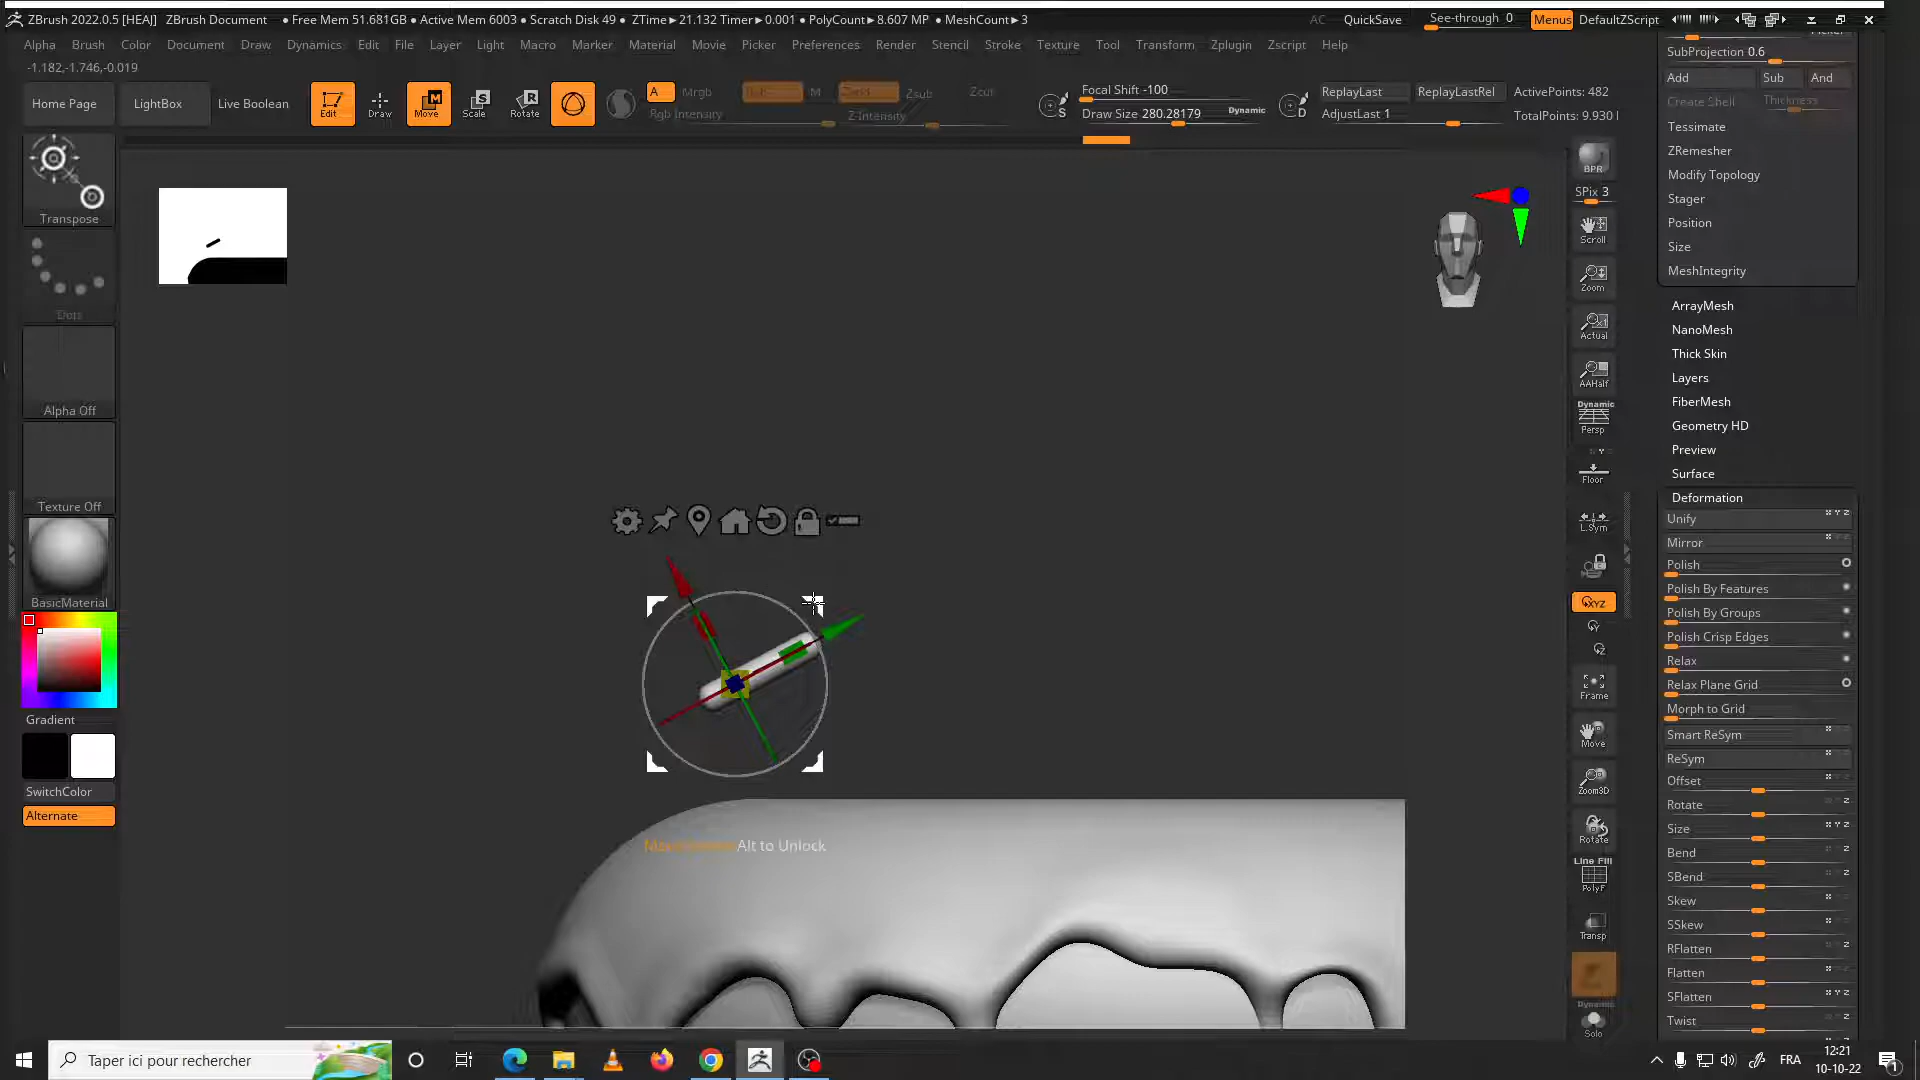 ZBrush 2022.0.5 [HEAJ] ZBrush Document ● Free Mem 51.681GB ● Active Mem 6003 ● Scratch Disk 49 ● ZTime▸21.132 Timer▸0.001 ● PolyCount▸8.607 MP ● MeshCount▸3 AC QuickSave See-through 0 Menus DefaultZScript
Alpha Brush Color Document Draw Dynamics Edit File Layer Light Macro Marker Material Movie Picker Preferences Render Stencil Stroke Texture Tool Transform Zplugin Zscript Help
-1.182,-1.746,-0.019
Home Page LightBox Live Boolean Edit Draw Move Scale Rotate
A Mrgb M Zsub Zcut
Rgb Intensity Z-Intensity
Focal Shift -100
Draw Size 280.28179 Dynamic
S D
ReplayLast ReplayLastRel ActivePoints: 482
AdjustLast 1 TotalPoints: 9.930
Transpose
Dots
Alpha Off
Texture Off
BasicMaterial
Gradient
SwitchColor
Alternate
Alt to Unlock
BPR
SPix 3
Scroll
Zoom
Actual
AAHalf
Dynamic
Persp
Floor
L.Sym
XYZ
Frame
Move
Zoom3D
Rotate
Line Fill
PolyF
Transp
Dynamic
Solo
SubProjection 0.6
Add Sub And
Create Shell Thickness
Tessimate
ZRemesher
Modify Topology
Stager
Position
Size
MeshIntegrity
ArrayMesh
NanoMesh
Thick Skin
Layers
FiberMesh
Geometry HD
Preview
Surface
Deformation
Unify
Mirror
Polish
Polish By Features
Polish By Groups
Polish Crisp Edges
Relax
Relax Plane Grid
Morph to Grid
Smart ReSym
ReSym
Offset
Rotate
Size
Bend
SBend
Skew
SSkew
RFlatten
Flatten
SFlatten
Twist
Taper ici pour rechercher
FRA
12:21
10-10-22
1